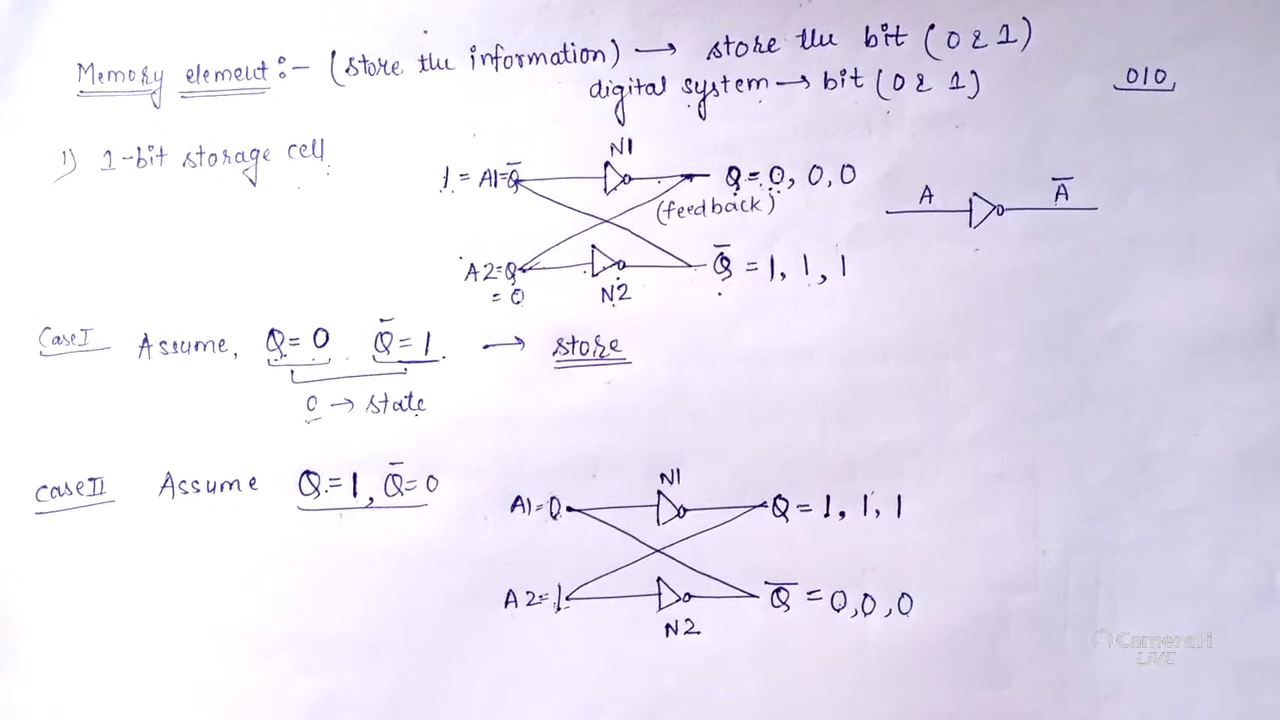 Memory element :- (store the information) → store the bit (0 & 1)
digital system → bit (0 & 1)
010,
1) 1-bit storage cell
N1
1 = A1=Q̅
Q = 0, 0, 0
(feedback)
A
A̅
A2=Q
= 0
N2
Q̅ = 1, 1, 1
Case I Assume, Q = 0 Q̅ = 1 → store
0 → state
Case II Assume Q = 1, Q̅ = 0
N1
A1=0
Q = 1, 1, 1
A2=1
N2
Q̅ = 0, 0, 0
CameraFi
LIVE